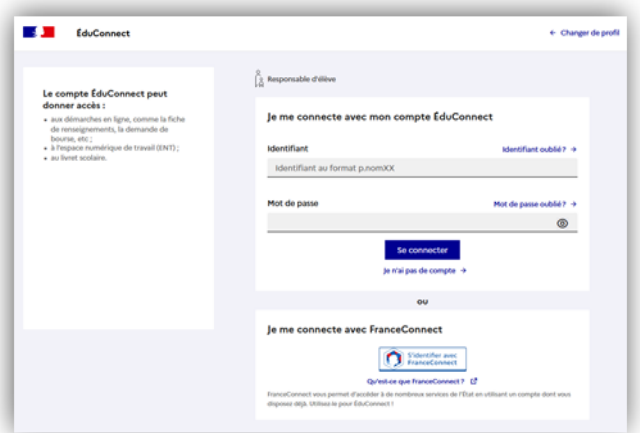 ÉduConnect
← Changer de profil
Le compte ÉduConnect peut
donner accès :
• aux démarches en ligne, comme la fiche
de renseignements, la demande de
bourse, etc ;
• à l'espace numérique de travail (ENT) ;
• au livret scolaire.
Responsable d'élève
Je me connecte avec mon compte ÉduConnect
Identifiant
Identifiant oublié? →
Identifiant au format p.nomXX
Mot de passe
Mot de passe oublié? →
Se connecter
Je n'ai pas de compte →
ou
Je me connecte avec FranceConnect
S'identifier avec
FranceConnect
Qu'est-ce que FranceConnect ?
FranceConnect vous permet d'accéder à de nombreux services de l'Etat en utilisant un compte dont vous
disposez déjà. Utilisez-le pour ÉduConnect !